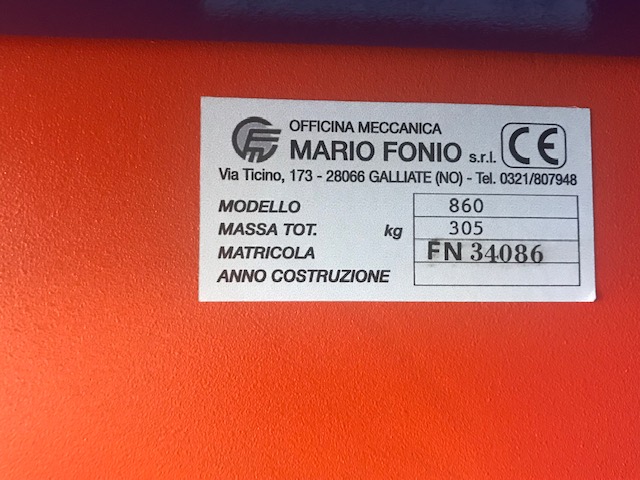 OFFICINA MECCANICA
MARIO FONIO s.r.l. CE
Via Ticino, 173 - 28066 GALLIATE (NO) - Tel. 0321/807948
MODELLO 860
MASSA TOT. kg 305
MATRICOLA FN 34086
ANNO COSTRUZIONE